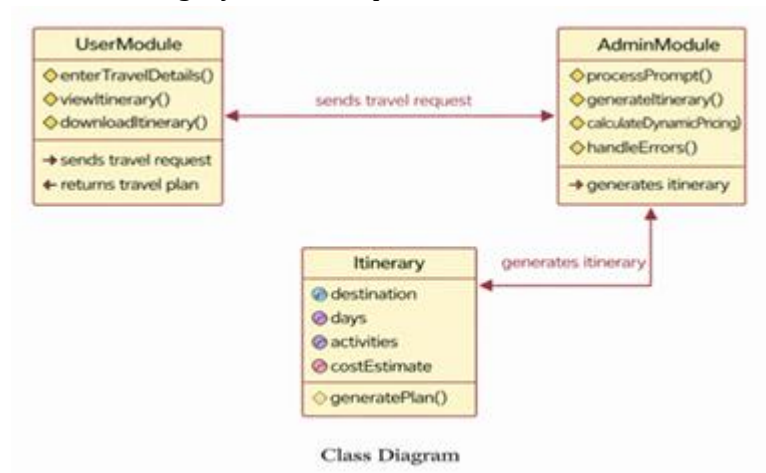 UserModule
enterTravelDetails()
viewItinerary()
downloadItinerary()
→ sends travel request
← returns travel plan
sends travel request
AdminModule
processPrompt()
generateItinerary()
calculateDynamicPricing)
handleErrors()
→ generates itinerary
generates itinerary
Itinerary
destination
days
activities
costEstimate
generatePlan()
Class Diagram